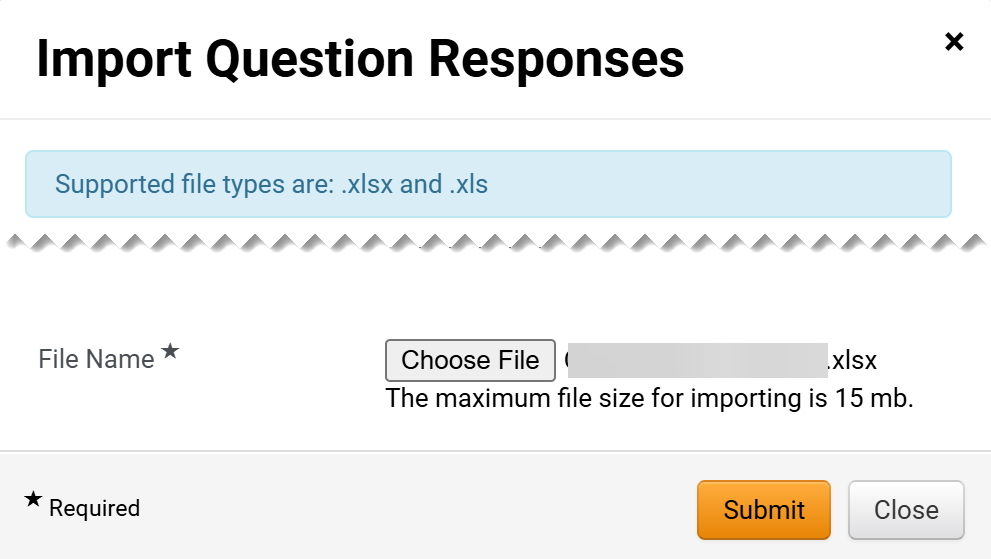 Import Question Responses
×
Supported file types are: .xlsx and .xls
File Name ★
Choose File .xlsx
The maximum file size for importing is 15 mb.
★ Required
Submit Close